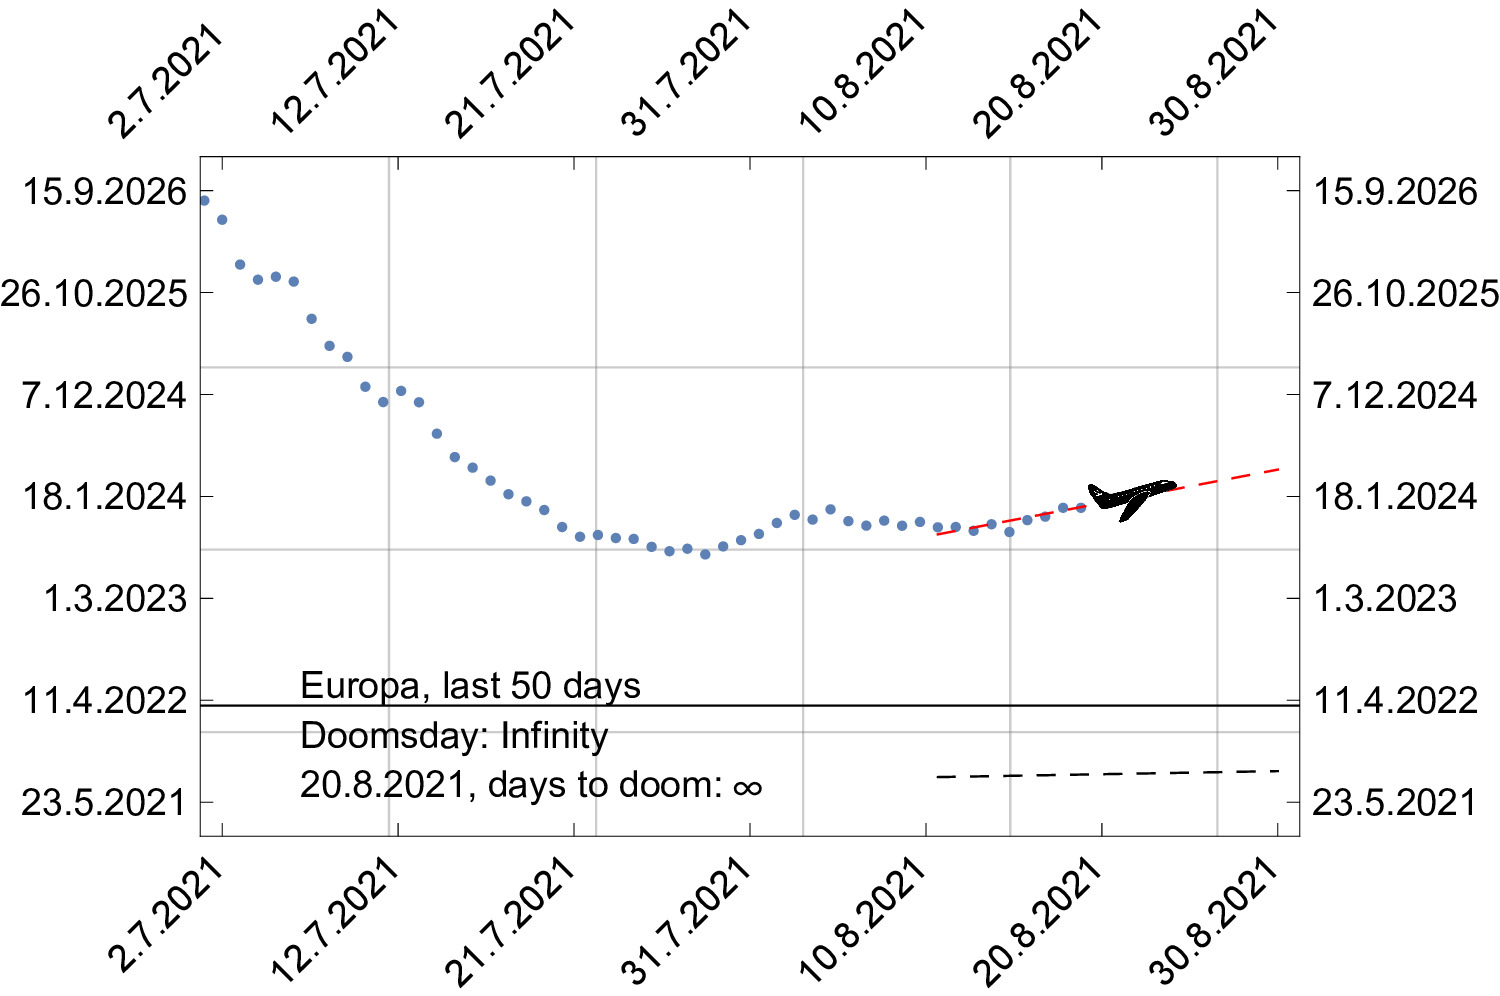 2.7.2021 12.7.2021 21.7.2021 31.7.2021 10.8.2021 20.8.2021 30.8.2021
15.9.2026 15.9.2026
26.10.2025 26.10.2025
7.12.2024 7.12.2024
18.1.2024 18.1.2024
1.3.2023 1.3.2023
Europa, last 50 days
11.4.2022 11.4.2022
Doomsday: Infinity
20.8.2021, days to doom: ∞
23.5.2021 23.5.2021
2.7.2021 12.7.2021 21.7.2021 31.7.2021 10.8.2021 20.8.2021 30.8.2021